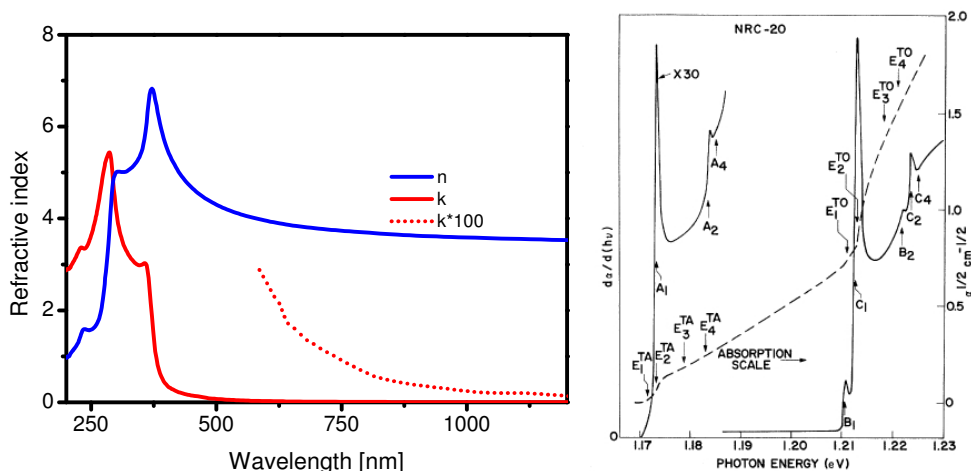 8
6
4
2
0
Refractive index
n
k
k*100
250
500
750
1000
Wavelength [nm]
NRC-20
X30
A4
A2
A1
E1TA
E2TA
E3TA
E4TA
ABSORPTION
SCALE
E4TO
E3TO
E2TO
E1TO
C4
C2
B2
C1
B1
dα/d(hν)
2.0
1.5
1.0
0.5
0
α1/2 cm-1/2
1.17
1.18
1.19
1.20
1.21
1.22
1.23
PHOTON ENERGY (eV)